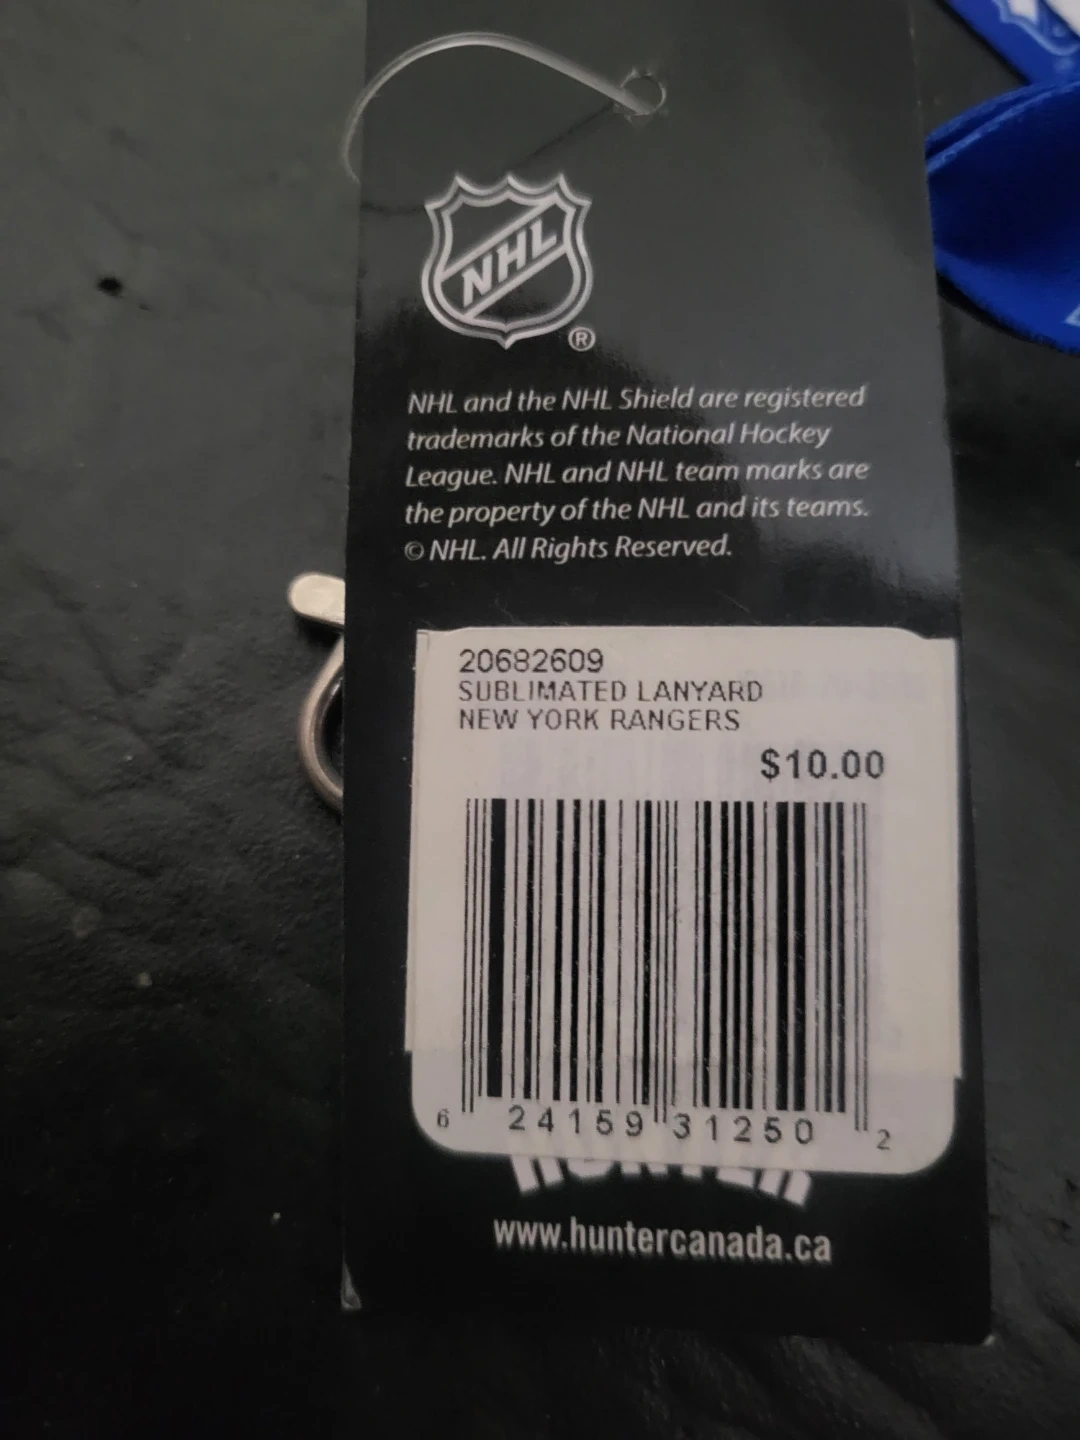 NHL
®
NHL and the NHL Shield are registered
trademarks of the National Hockey
League. NHL and NHL team marks are
the property of the NHL and its teams.
© NHL. All Rights Reserved.
20682609
SUBLIMATED LANYARD
NEW YORK RANGERS
$10.00
6 24159 31250 2
HUNTER
www.huntercanada.ca